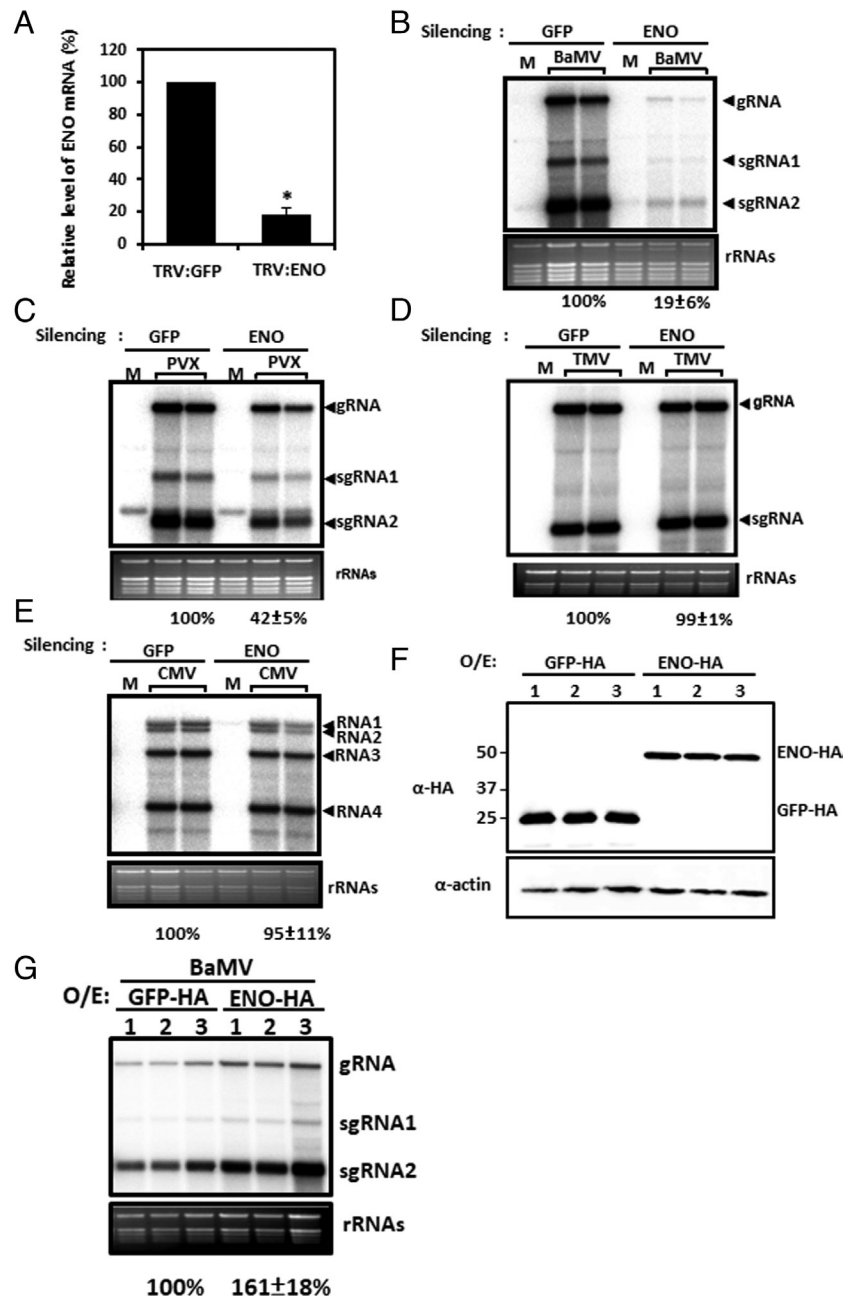 A
Relative level of ENO mRNA (%)
120
100
80
60
40
20
0
*
TRV:GFP TRV:ENO
B
Silencing : GFP ENO
M BaMV M BaMV
gRNA
sgRNA1
sgRNA2
rRNAs
100% 19±6%
C
Silencing : GFP ENO
M PVX M PVX
gRNA
sgRNA1
sgRNA2
rRNAs
100% 42±5%
D
Silencing : GFP ENO
M TMV M TMV
gRNA
sgRNA
rRNAs
100% 99±1%
E
Silencing : GFP ENO
M CMV M CMV
RNA1
RNA2
RNA3
RNA4
rRNAs
100% 95±11%
F
O/E: GFP-HA ENO-HA
1 2 3 1 2 3
α-HA
50
37
25
ENO-HA
GFP-HA
α-actin
G
BaMV
O/E: GFP-HA ENO-HA
1 2 3 1 2 3
gRNA
sgRNA1
sgRNA2
rRNAs
100% 161±18%